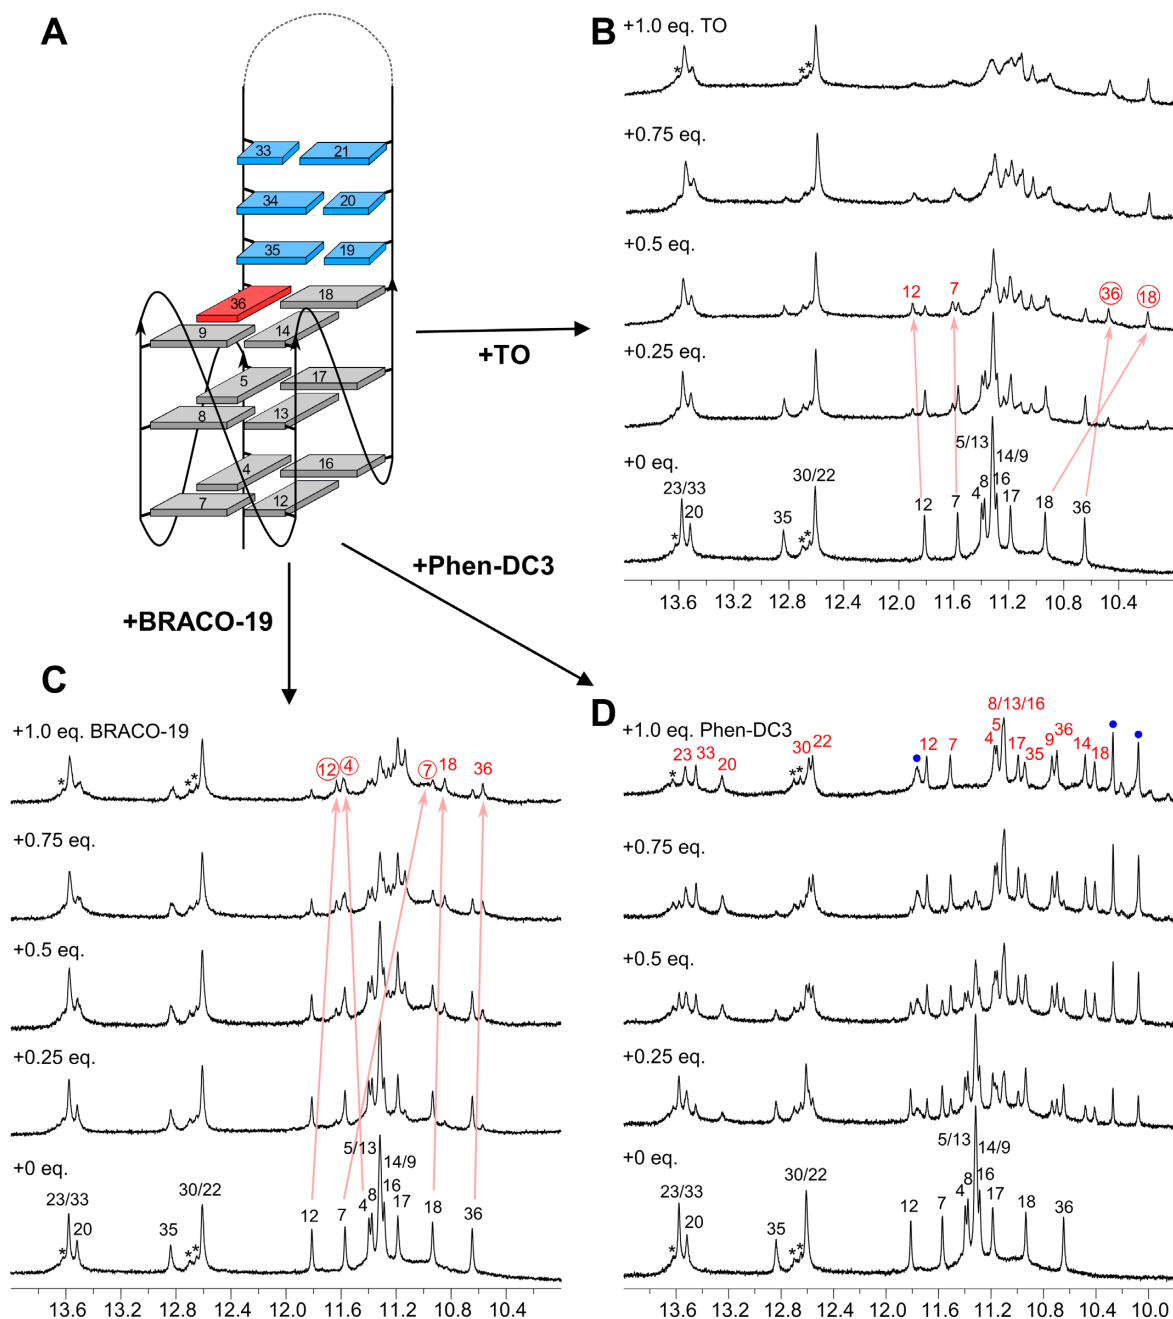 A
33 21
34 20
35 19
36 18
9 14
5 17
8 13
4 16
7 12
+TO
+Phen-DC3
+BRACO-19
B
+1.0 eq. TO
* * *
+0.75 eq.
+0.5 eq.
12 7 36 18
+0.25 eq.
+0 eq.
5/13
14/9
30/22
23/33 8 16
20 35 4 17
12 7 18 36
* * *
13.6 13.2 12.8 12.4 12.0 11.6 11.2 10.8 10.4
C
+1.0 eq. BRACO-19
12 4 7 18 36
* * *
+0.75 eq.
+0.5 eq.
+0.25 eq.
5/13
+0 eq.
14/9
30/22
23/33 8 16
20 35 4 17
12 7 18 36
* * *
13.6 13.2 12.8 12.4 12.0 11.6 11.2 10.8 10.4
D
8/13/16
+1.0 eq. Phen-DC3
5 36
23 33 30 22 12 7 4 17 9 14
20 35 18
* * *
+0.75 eq.
+0.5 eq.
+0.25 eq.
5/13
+0 eq.
14/9
30/22
23/33 8 16
20 35 4 17
12 7 18 36
* * *
13.6 13.2 12.8 12.4 12.0 11.6 11.2 10.8 10.4 10.0